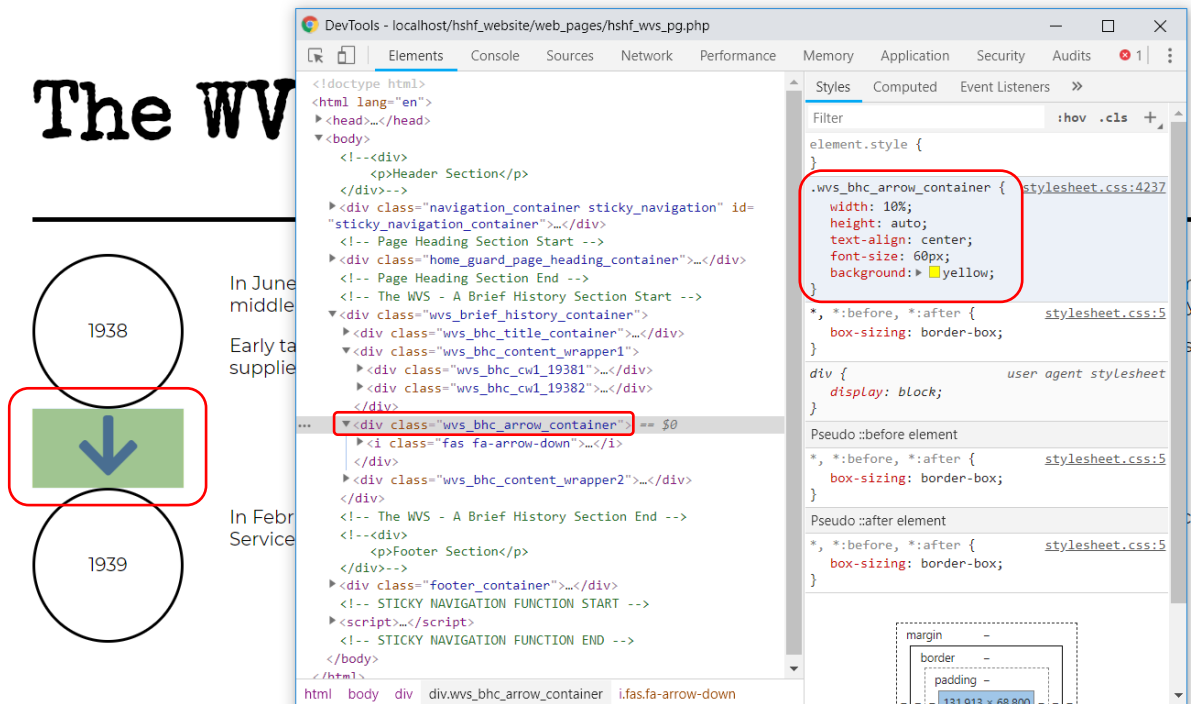 DevTools - localhost/hshf_website/web_pages/hshf_wvs_pg.php
Elements Console Sources Network Performance Memory Application Security Audits 1
The WV
1938
In June
middle
Early ta
supplie
1939
In Febr
Service
<!doctype html>
<html lang="en">
<head>…</head>
<body>
<!--<div>
<p>Header Section</p>
</div>-->
<div class="navigation_container sticky_navigation" id=
"sticky_navigation_container">…</div>
<!-- Page Heading Section Start -->
<div class="home_guard_page_heading_container">…</div>
<!-- Page Heading Section End -->
<!-- The WVS - A Brief History Section Start -->
<div class="wvs_brief_history_container">
<div class="wvs_bhc_title_container">…</div>
<div class="wvs_bhc_content_wrapper1">
<div class="wvs_bhc_cw1_19381">…</div>
<div class="wvs_bhc_cw1_19382">…</div>
</div>
<div class="wvs_bhc_arrow_container"> == $0
<i class="fas fa-arrow-down">…</i>
</div>
<div class="wvs_bhc_content_wrapper2">…</div>
</div>
<!-- The WVS - A Brief History Section End -->
<!--<div>
<p>Footer Section</p>
</div>-->
<div class="footer_container">…</div>
<!-- STICKY NAVIGATION FUNCTION START -->
<script>…</script>
<!-- STICKY NAVIGATION FUNCTION END -->
</body>
</html>
html body div div.wvs_bhc_arrow_container i.fas.fa-arrow-down
Styles Computed Event Listeners »
Filter :hov .cls +
element.style {
}
.wvs_bhc_arrow_container { stylesheet.css:4237
width: 10%;
height: auto;
text-align: center;
font-size: 60px;
background: yellow;
}
*, *:before, *:after { stylesheet.css:5
box-sizing: border-box;
}
div { user agent stylesheet
display: block;
}
Pseudo ::before element
*, *:before, *:after { stylesheet.css:5
box-sizing: border-box;
}
Pseudo ::after element
*, *:before, *:after { stylesheet.css:5
box-sizing: border-box;
}
margin –
border –
padding –
131.913 × 68.800